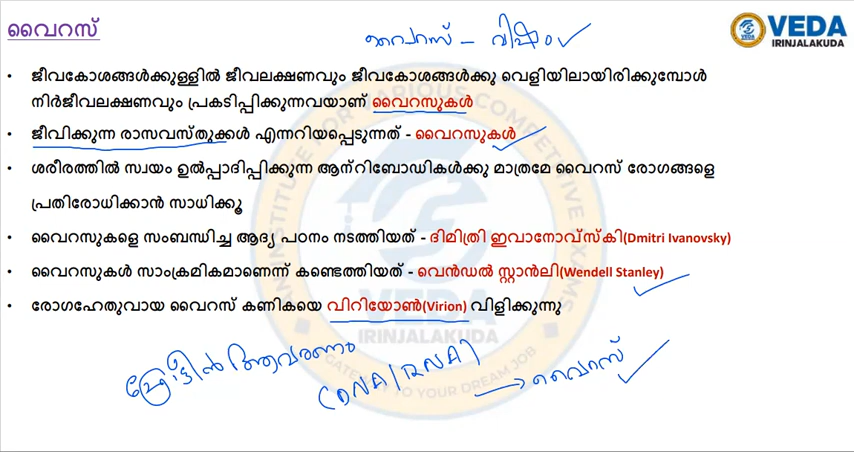 വൈറസ്
വൈറസ് - വിഷം
VEDA
IRINJALAKUDA
• ജീവകോശങ്ങൾക്കുള്ളിൽ ജീവലക്ഷണവും ജീവകോശങ്ങൾക്കു വെളിയിലായിരിക്കുമ്പോൾ
നിർജീവലക്ഷണവും പ്രകടിപ്പിക്കുന്നവയാണ് വൈറസുകൾ
• ജീവിക്കുന്ന രാസവസ്തുക്കൾ എന്നറിയപ്പെടുന്നത് - വൈറസുകൾ
• ശരീരത്തിൽ സ്വയം ഉൽപ്പാദിപ്പിക്കുന്ന ആന്റിബോഡികൾക്കു മാത്രമേ വൈറസ് രോഗങ്ങളെ
പ്രതിരോധിക്കാൻ സാധിക്കൂ
• വൈറസുകളെ സംബന്ധിച്ച ആദ്യ പഠനം നടത്തിയത് - ദിമിത്രി ഇവാനോവ്സ്കി(Dmitri Ivanovsky)
• വൈറസുകൾ സാംക്രമികമാണെന്ന് കണ്ടെത്തിയത് - വെൻഡൽ സ്റ്റാൻലി(Wendell Stanley)
• രോഗഹേതുവായ വൈറസ് കണികയെ വിറിയോൺ(Virion) വിളിക്കുന്നു
VEDA
IRINJALAKUDA
പ്രോട്ടീൻ ആവരണം
(DNA/RNA)
→ വൈറസ്